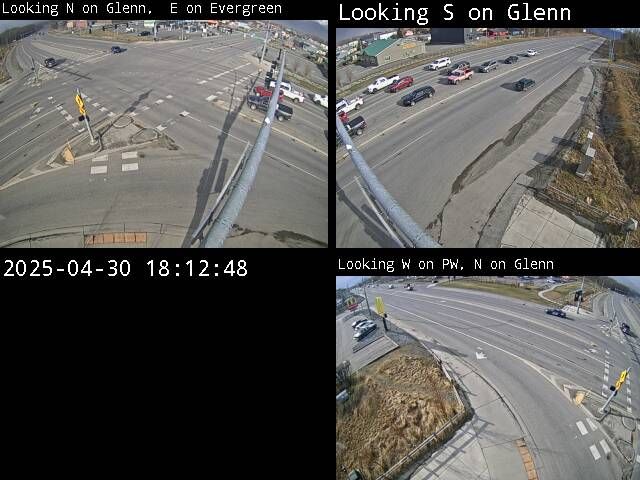 Looking N on Glenn,  E on Evergreen
Looking S on Glenn
2025-04-30 18:12:48
Looking W on PW, N on Glenn